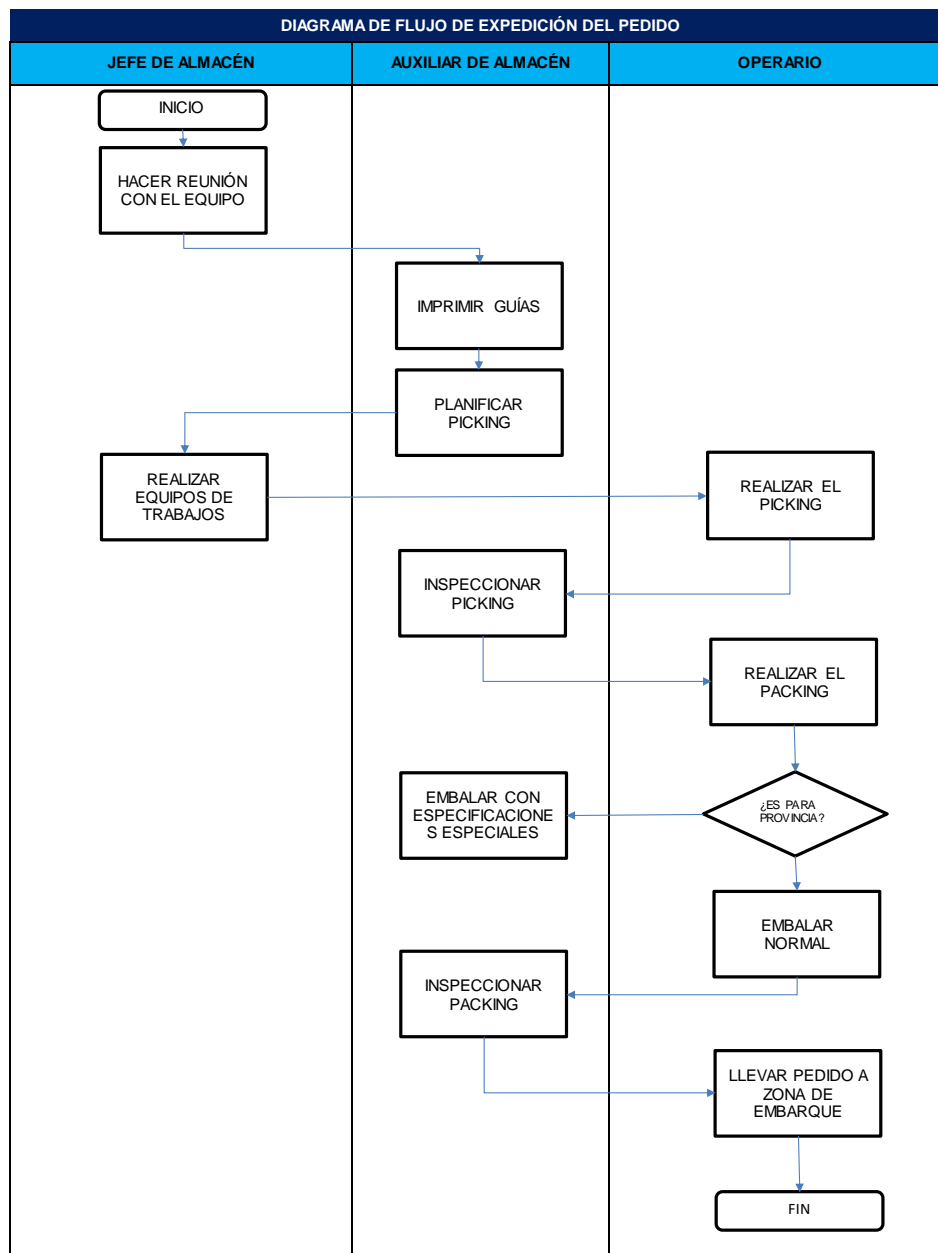 DIAGRAMA DE FLUJO DE EXPEDICIÓN DEL PEDIDO
JEFE DE ALMACÉN
AUXILIAR DE ALMACÉN
OPERARIO
INICIO
HACER REUNIÓN
CON EL EQUIPO
IMPRIMIR GUÍAS
PLANIFICAR
PICKING
REALIZAR
EQUIPOS DE
TRABAJOS
REALIZAR EL
PICKING
INSPECCIONAR
PICKING
REALIZAR EL
PACKING
¿ES PARA
PROVINCIA?
EMBALAR CON
ESPECIFICACIONE
S ESPECIALES
EMBALAR
NORMAL
INSPECCIONAR
PACKING
LLEVAR PEDIDO A
ZONA DE
EMBARQUE
FIN